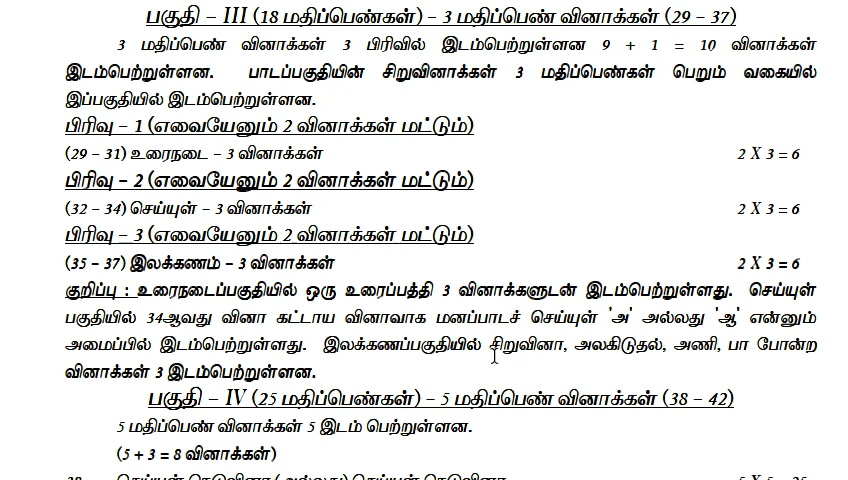 பகுதி – III (18 மதிப்பெண்கள்) – 3 மதிப்பெண் வினாக்கள் (29 – 37)
3 மதிப்பெண் வினாக்கள் 3 பிரிவில் இடம்பெற்றுள்ளன 9 + 1 = 10 வினாக்கள்
இடம்பெற்றுள்ளன. பாடப்பகுதியின் சிறுவினாக்கள் 3 மதிப்பெண்கள் பெறும் வகையில்
இப்பகுதியில் இடம்பெற்றுள்ளன.
பிரிவு – 1 (எவையேனும் 2 வினாக்கள் மட்டும்)
(29 – 31) உரைநடை – 3 வினாக்கள் 2 X 3 = 6
பிரிவு – 2 (எவையேனும் 2 வினாக்கள் மட்டும்)
(32 – 34) செய்யுள் – 3 வினாக்கள் 2 X 3 = 6
பிரிவு – 3 (எவையேனும் 2 வினாக்கள் மட்டும்)
(35 – 37) இலக்கணம் – 3 வினாக்கள் 2 X 3 = 6
குறிப்பு : உரைநடைப்பகுதியில் ஒரு உரைப்பத்தி 3 வினாக்களுடன் இடம்பெற்றுள்ளது. செய்யுள்
பகுதியில் 34ஆவது வினா கட்டாய வினாவாக மனப்பாடச் செய்யுள் 'அ' அல்லது 'ஆ' என்னும்
அமைப்பில் இடம்பெற்றுள்ளது. இலக்கணப்பகுதியில் சிறுவினா, அலகிடுதல், அணி, பா போன்ற
வினாக்கள் 3 இடம்பெற்றுள்ளன.
பகுதி – IV (25 மதிப்பெண்கள்) – 5 மதிப்பெண் வினாக்கள் (38 – 42)
5 மதிப்பெண் வினாக்கள் 5 இடம் பெற்றுள்ளன.
(5 + 3 = 8 வினாக்கள்)